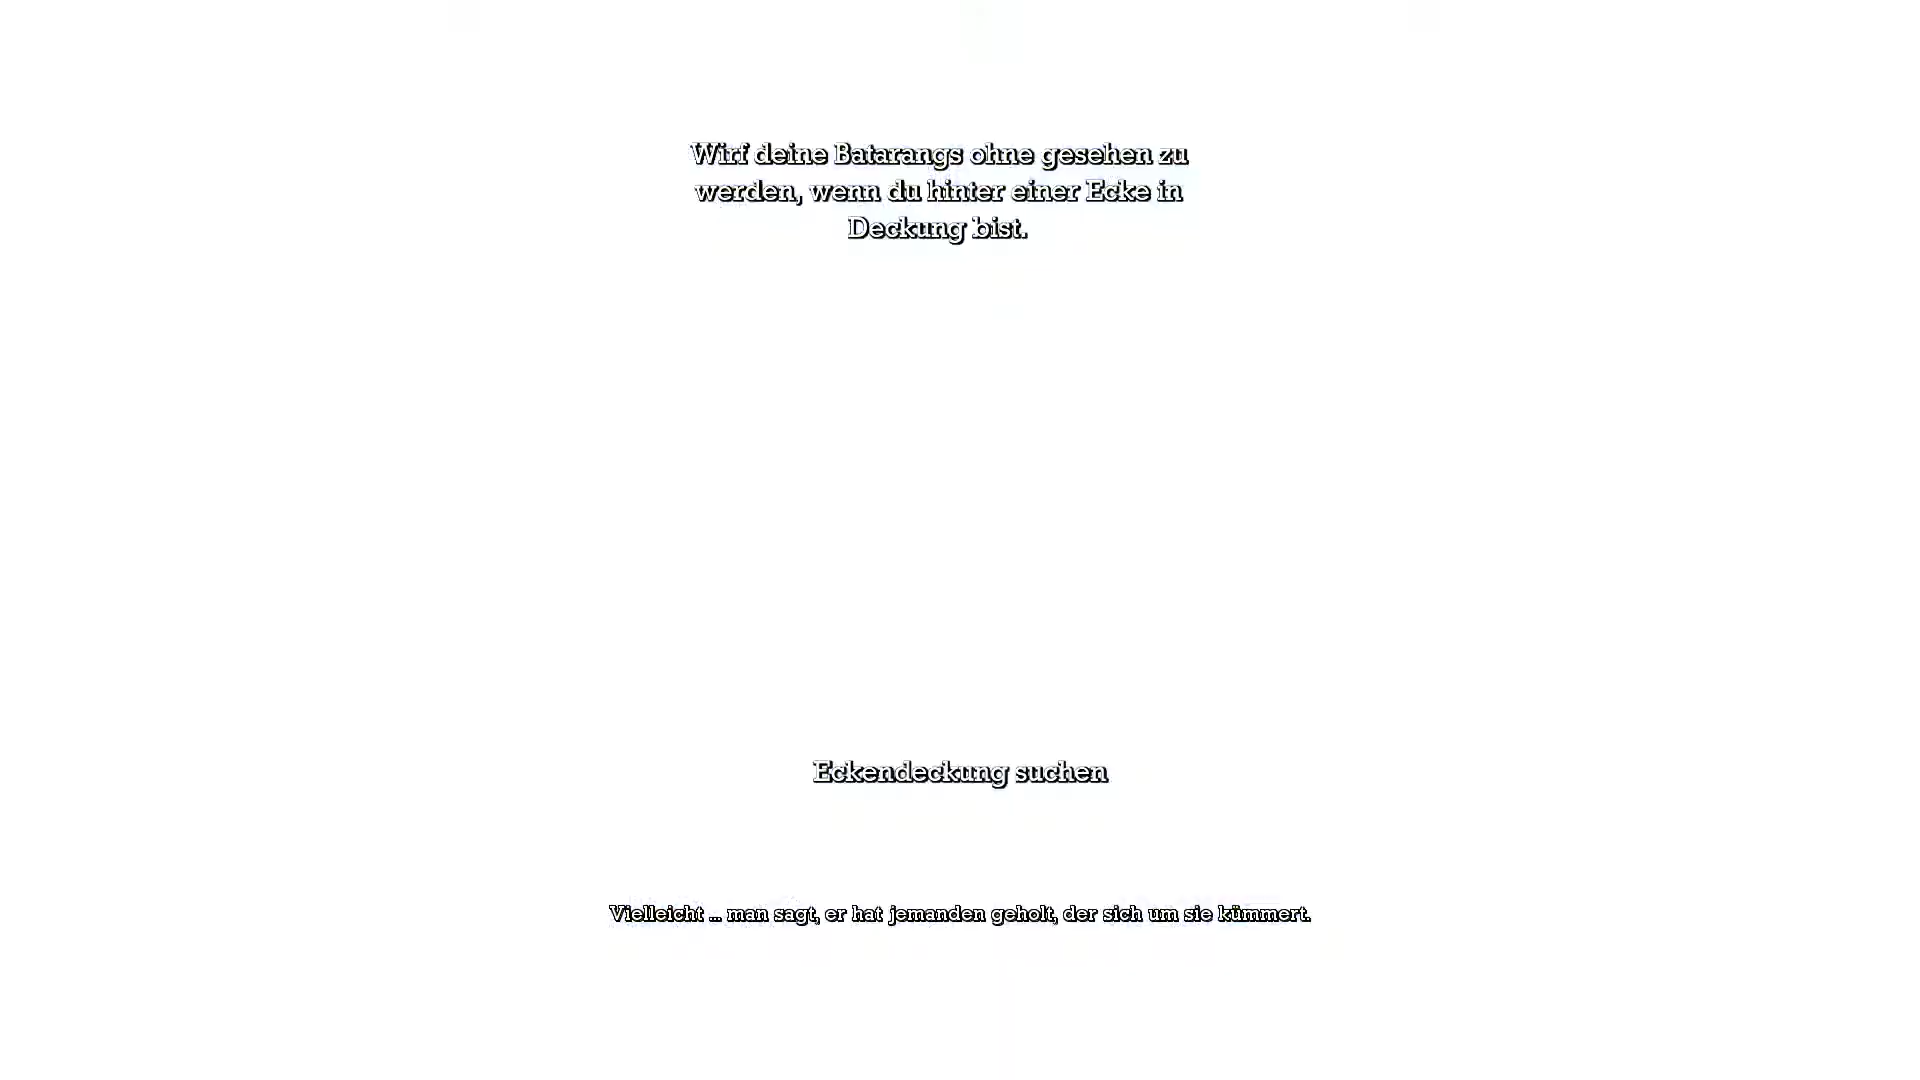 Wirf deine Batarangs ohne gesehen zu
werden, wenn du hinter einer Ecke in
Deckung bist.
Eckendeckung suchen
Vielleicht ... man sagt, er hat jemanden geholt, der sich um sie kümmert.